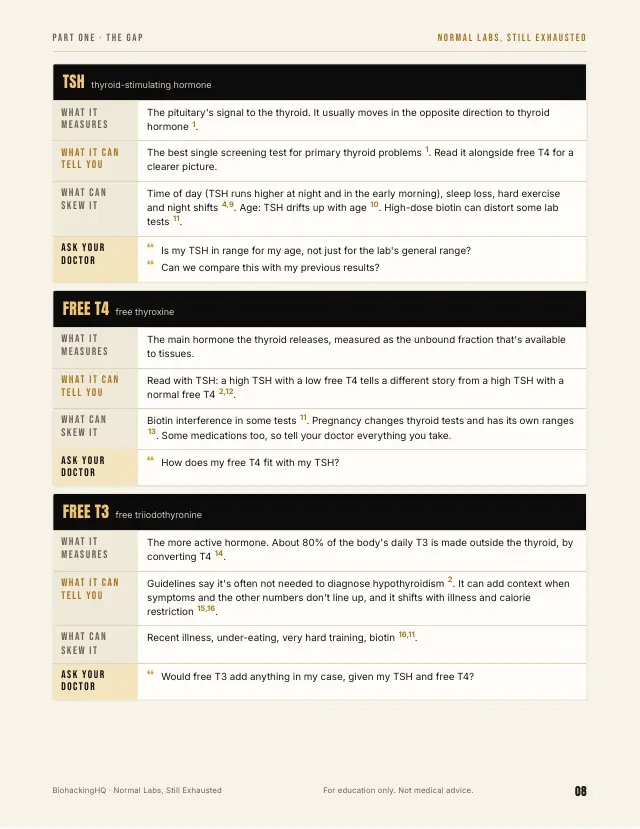 PART ONE · THE GAP
NORMAL LABS, STILL EXHAUSTED
TSH thyroid-stimulating hormone
WHAT IT
MEASURES
The pituitary's signal to the thyroid. It usually moves in the opposite direction to thyroid
hormone 1.
WHAT IT CAN
TELL YOU
The best single screening test for primary thyroid problems 1. Read it alongside free T4 for a
clearer picture.
WHAT CAN
SKEW IT
Time of day (TSH runs higher at night and in the early morning), sleep loss, hard exercise
and night shifts 4,9. Age: TSH drifts up with age 10. High-dose biotin can distort some lab
tests 11.
ASK YOUR
DOCTOR
“ Is my TSH in range for my age, not just for the lab's general range?
“ Can we compare this with my previous results?
FREE T4 free thyroxine
WHAT IT
MEASURES
The main hormone the thyroid releases, measured as the unbound fraction that's available
to tissues.
WHAT IT CAN
TELL YOU
Read with TSH: a high TSH with a low free T4 tells a different story from a high TSH with a
normal free T4 2,12.
WHAT CAN
SKEW IT
Biotin interference in some tests 11. Pregnancy changes thyroid tests and has its own ranges
13. Some medications too, so tell your doctor everything you take.
ASK YOUR
DOCTOR
“ How does my free T4 fit with my TSH?
FREE T3 free triiodothyronine
WHAT IT
MEASURES
The more active hormone. About 80% of the body's daily T3 is made outside the thyroid, by
converting T4 14.
WHAT IT CAN
TELL YOU
Guidelines say it's often not needed to diagnose hypothyroidism 2. It can add context when
symptoms and the other numbers don't line up, and it shifts with illness and calorie
restriction 15,16.
WHAT CAN
SKEW IT
Recent illness, under-eating, very hard training, biotin 16,11.
ASK YOUR
DOCTOR
“ Would free T3 add anything in my case, given my TSH and free T4?
BiohackingHQ · Normal Labs, Still Exhausted
For education only. Not medical advice.
08